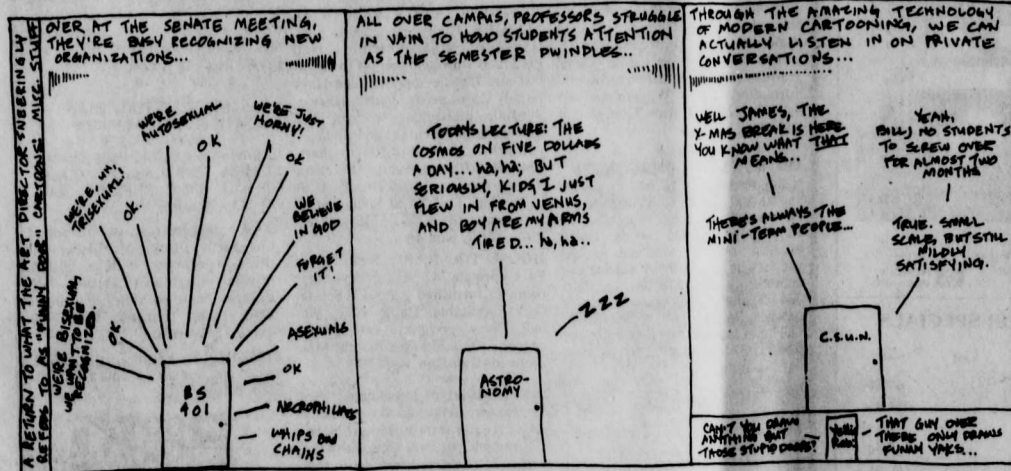 A RETURN TO WHAT THE ART DIRECTOR SNEERINGLY
REFERS TO AS "FUNNY DOOR" CARTOONS: MISC. STUFF
OVER AT THE SENATE MEETING,
THEY'RE BUSY RECOGNIZING NEW
ORGANIZATIONS...
WE'RE BISEXUAL,
WE WANT TO BE
RECOGNIZED.
OK
WE'RE, UH,
TRISEXUAL!
OK.
WE'RE
AUTOSEXUAL
OK
WE'RE JUST
HORNY!
OK
WE
BELIEVE
IN GOD
FORGET
IT!
ASEXUALS
OK
NECROPHILIACS
WHIPS AND
CHAINS
BS
401
ALL OVER CAMPUS, PROFESSORS STRUGGLE
IN VAIN TO HOLD STUDENTS ATTENTION
AS THE SEMESTER DWINDLES...
TODAYS LECTURE: THE
COSMOS ON FIVE DOLLARS
A DAY... ha, ha; BUT
SERIOUSLY, KIDS, I JUST
FLEW IN FROM VENUS,
AND BOY ARE MY ARMS
TIRED... ha, ha..
ZZZ
ASTRO-
NOMY
THROUGH THE AMAZING TECHNOLOGY
OF MODERN CARTOONING, WE CAN
ACTUALLY LISTEN IN ON PRIVATE
CONVERSATIONS...
WELL JAMES, THE
X-MAS BREAK IS HERE
YOU KNOW WHAT THAT
MEANS...
YEAH,
BILL; NO STUDENTS
TO SCREW OVER
FOR ALMOST TWO
MONTHS
THERE'S ALWAYS THE
MINI-TERM PEOPLE...
TRUE. SMALL
SCALE, BUT STILL
MILDLY
SATISFYING.
C.S.U.N.
CAN'T YOU DRAW
ANYTHING BUT
THOSE STUPID DOORS!
THAT GUY OVER
THERE ONLY DRAWS
FUNNY YAKS...